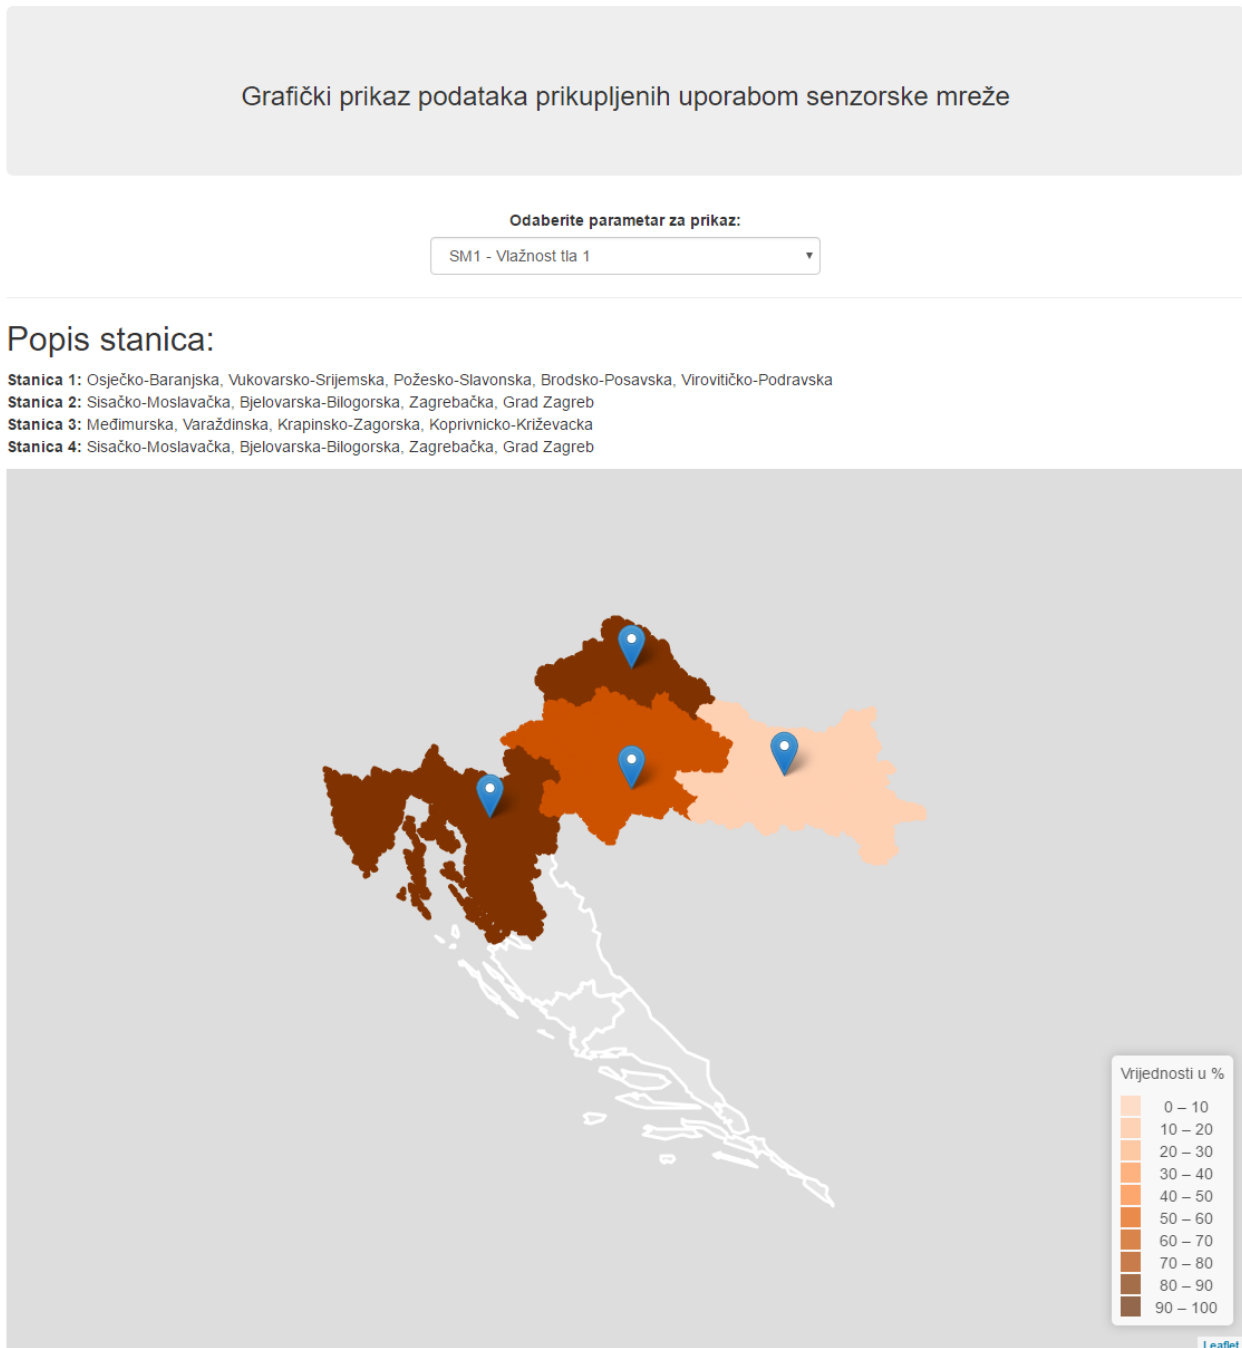 Grafički prikaz podataka prikupljenih uporabom senzorske mreže
Odaberite parametar za prikaz:
SM1 - Vlažnost tla 1
Popis stanica:
Stanica 1: Osječko-Baranjska, Vukovarsko-Srijemska, Požesko-Slavonska, Brodsko-Posavska, Virovitičko-Podravska
Stanica 2: Sisačko-Moslavačka, Bjelovarska-Bilogorska, Zagrebačka, Grad Zagreb
Stanica 3: Međimurska, Varaždinska, Krapinsko-Zagorska, Koprivnicko-Križevacka
Stanica 4: Sisačko-Moslavačka, Bjelovarska-Bilogorska, Zagrebačka, Grad Zagreb
Vrijednosti u %
0 – 10
10 – 20
20 – 30
30 – 40
40 – 50
50 – 60
60 – 70
70 – 80
80 – 90
90 – 100
Leaflet